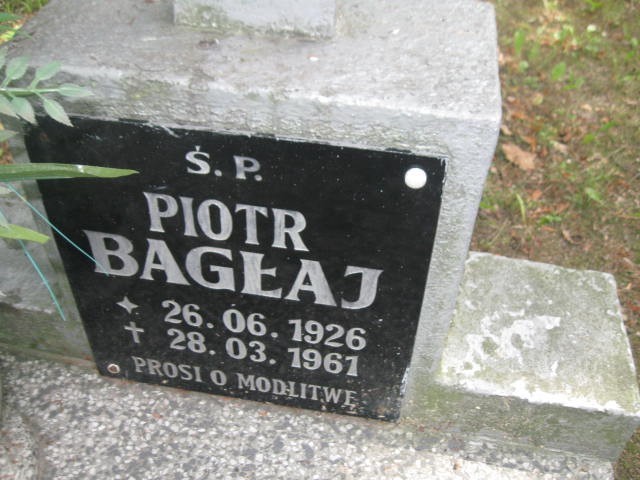 Ś. P.
PIOTR
BAGŁAJ
26. 06. 1926
28. 03. 1961
PROSI O MODLITWĘ